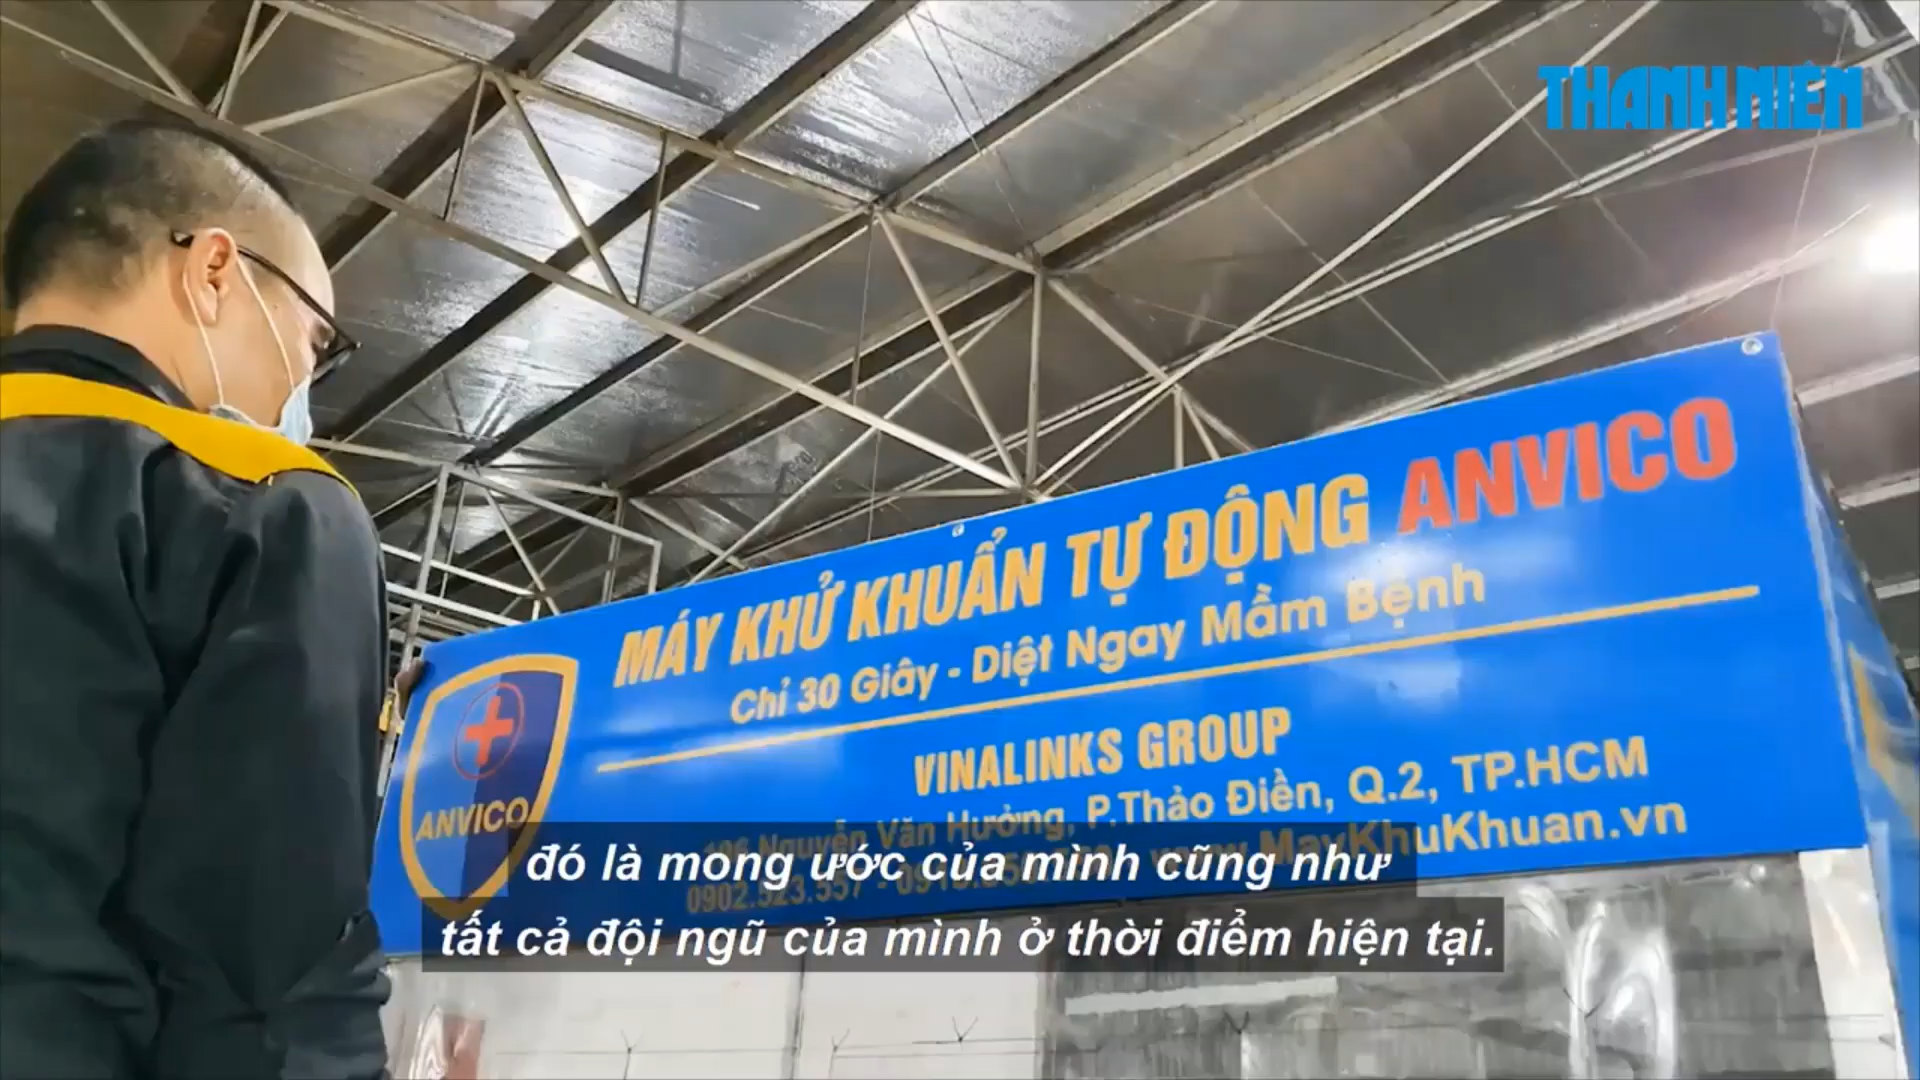 THANH NIÊN
MÁY KHỬ KHUẨN TỰ ĐỘNG ANVICO
Chỉ 30 Giây - Diệt Ngay Mầm Bệnh
ANVICO
VINALINKS GROUP
Nguyễn Văn Hưởng, P.Thảo Điền, Q.2, TP.HCM
0902.523.557 - www.MayKhuKhuan.vn
đó là mong ước của mình cũng như
tất cả đội ngũ của mình ở thời điểm hiện tại.